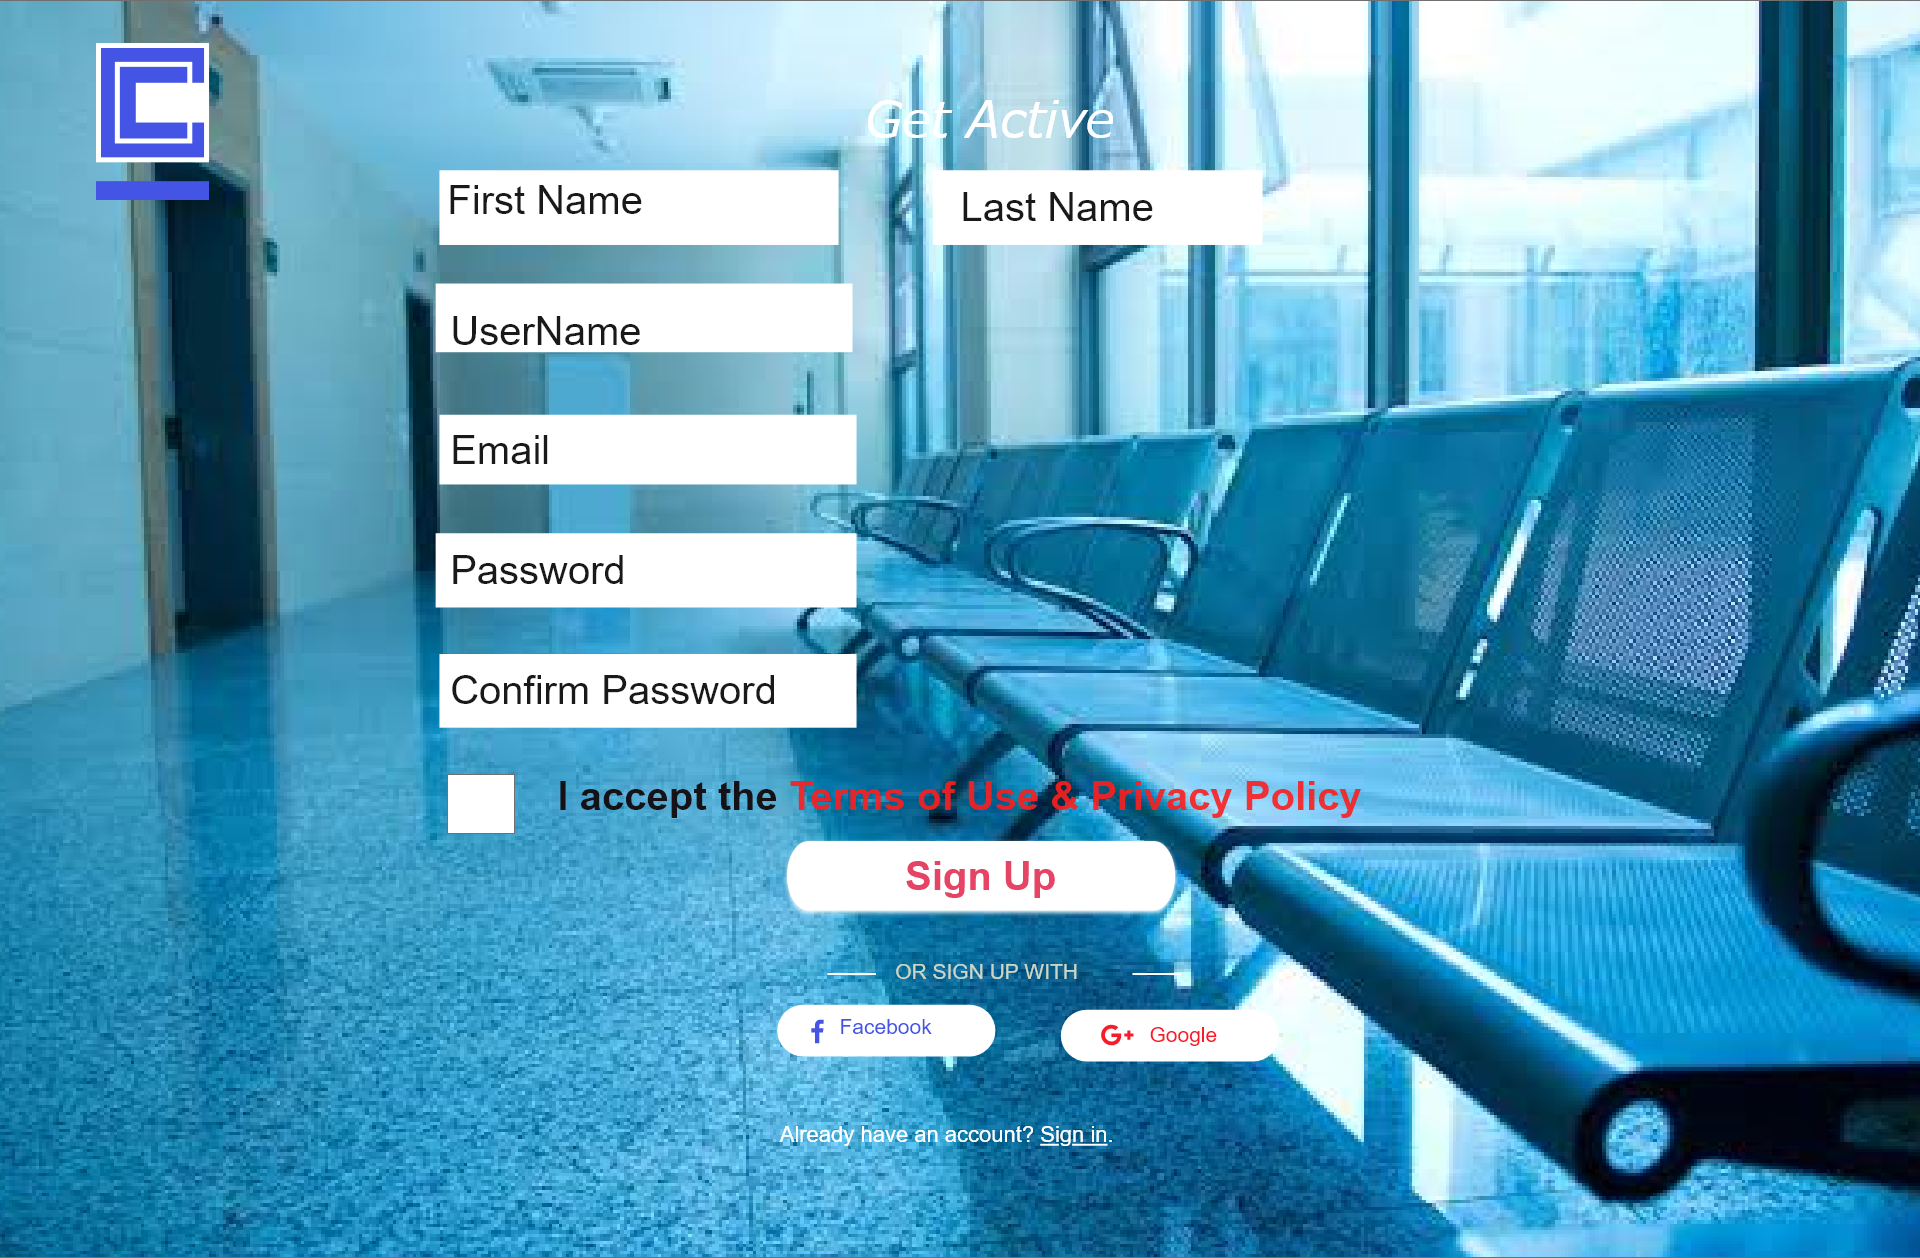 Get Active
First Name
Last Name
UserName
Email
Password
Confirm Password
I accept the Terms of Use & Privacy Policy
Sign Up
OR SIGN UP WITH
Facebook
G+ Google
Already have an account? Sign in.